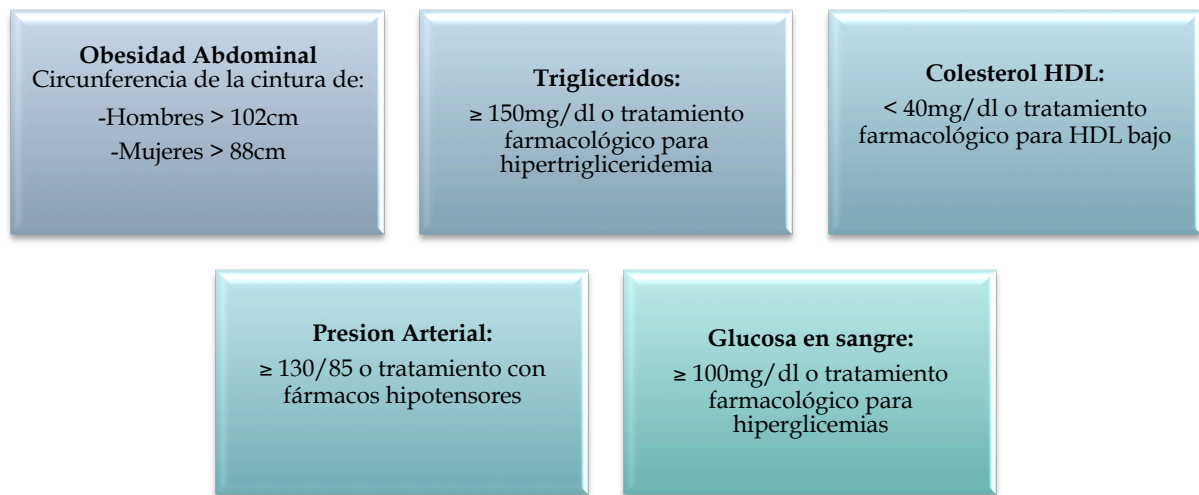 Obesidad Abdominal
Circunferencia de la cintura de:
-Hombres > 102cm
-Mujeres > 88cm
Trigliceridos:
≥ 150mg/dl o tratamiento
farmacológico para
hipertrigliceridemia
Colesterol HDL:
< 40mg/dl o tratamiento
farmacológico para HDL bajo
Presion Arterial:
≥ 130/85 o tratamiento con
fármacos hipotensores
Glucosa en sangre:
≥ 100mg/dl o tratamiento
farmacológico para
hiperglicemias